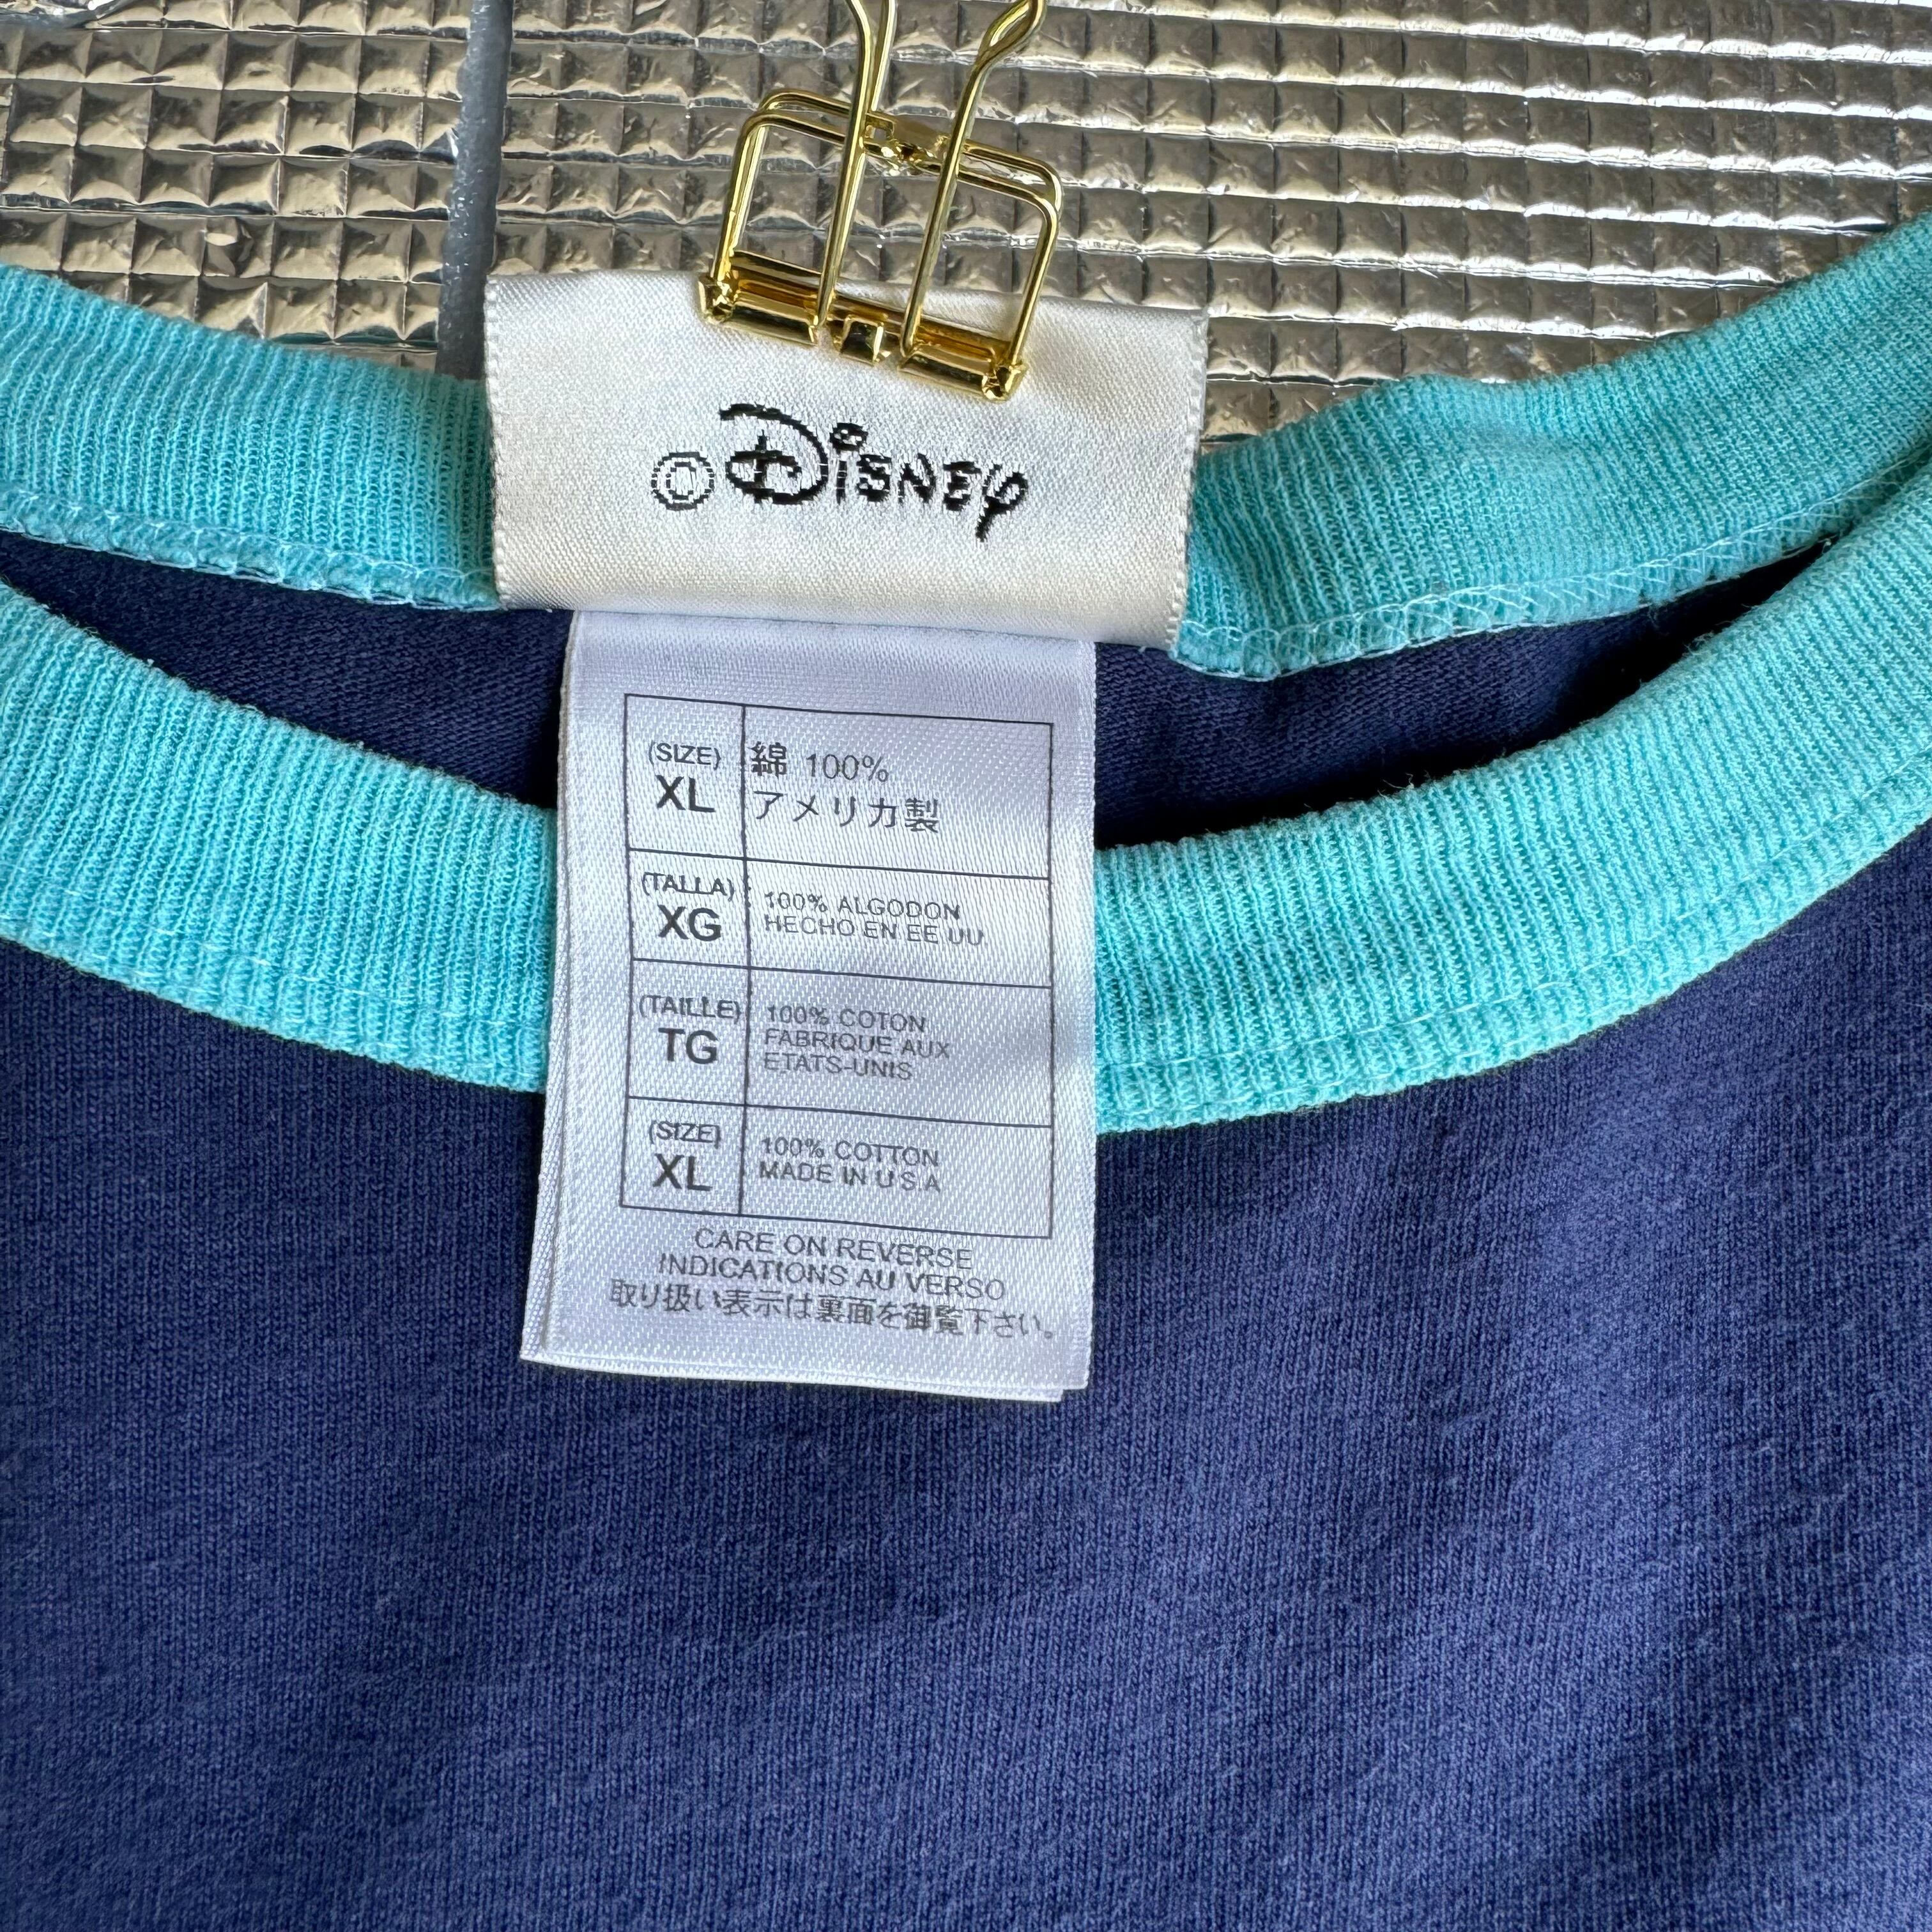 © Disney
(SIZE)
XL
綿 100%
アメリカ製
(TALLA)
XG
100% ALGODON
HECHO EN EE UU
(TAILLE)
TG
100% COTON
FABRIQUE AUX
ETATS-UNIS
(SIZE)
XL
100% COTTON
MADE IN U.S.A
CARE ON REVERSE
INDICATIONS AU VERSO
取り扱い表示は裏面を御覧下さい。